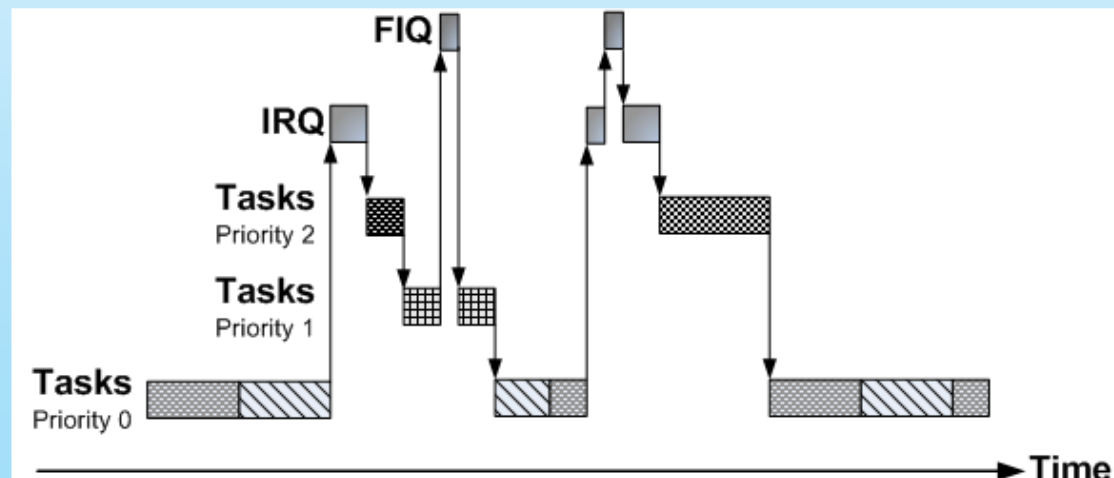 FIQ
IRQ
Tasks
Priority 2
Tasks
Priority 1
Tasks
Priority 0
Time